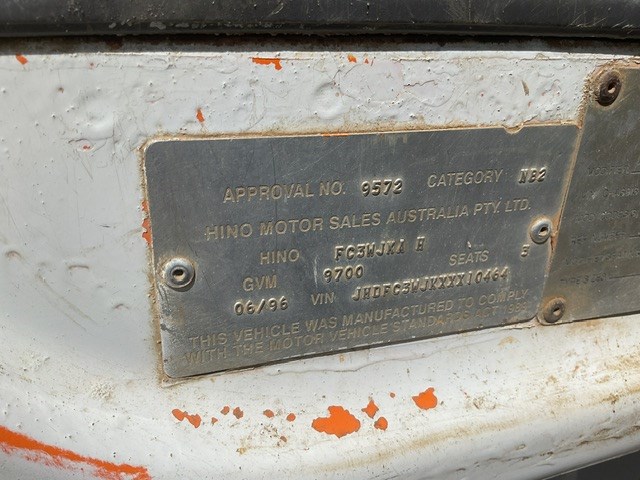 APPROVAL NO. 9572 CATEGORY NB2
HINO MOTOR SALES AUSTRALIA PTY. LTD.
HINO FC3WJKA H
GVM 9700 SEATS 3
06/96 VIN JHDFC3WJKXXX10464
THIS VEHICLE WAS MANUFACTURED TO COMPLY
WITH THE MOTOR VEHICLE STANDARDS ACT 1989